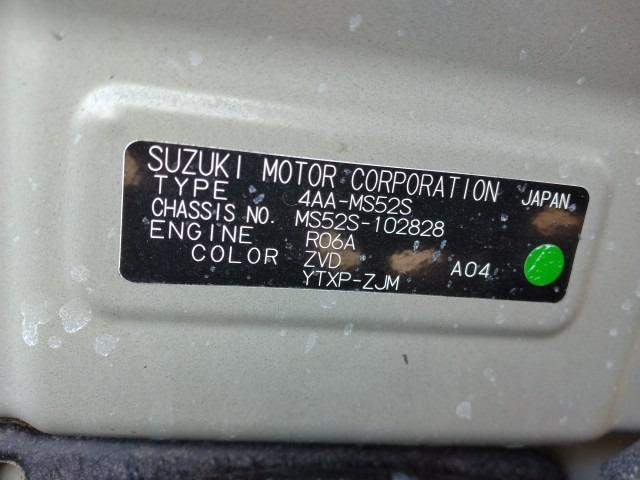 SUZUKI MOTOR CORPORATION JAPAN
TYPE 4AA-MS52S
CHASSIS NO. MS52S-102828
ENGINE R06A
COLOR ZVD A04
YTXP-ZJM